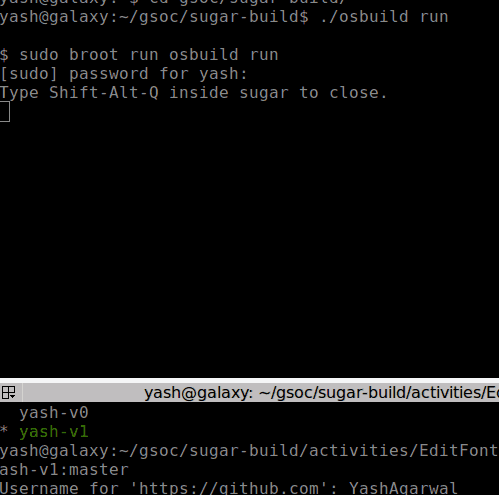 yash@galaxy:~$ cd gsoc/sugar-build/
yash@galaxy:~/gsoc/sugar-build$ ./osbuild run
$ sudo broot run osbuild run
[sudo] password for yash:
Type Shift-Alt-Q inside sugar to close.
yash@galaxy: ~/gsoc/sugar-build/activities/Ed
yash-v0
* yash-v1
yash@galaxy:~/gsoc/sugar-build/activities/EditFont
ash-v1:master
Username for 'https://github.com': YashAgarwal